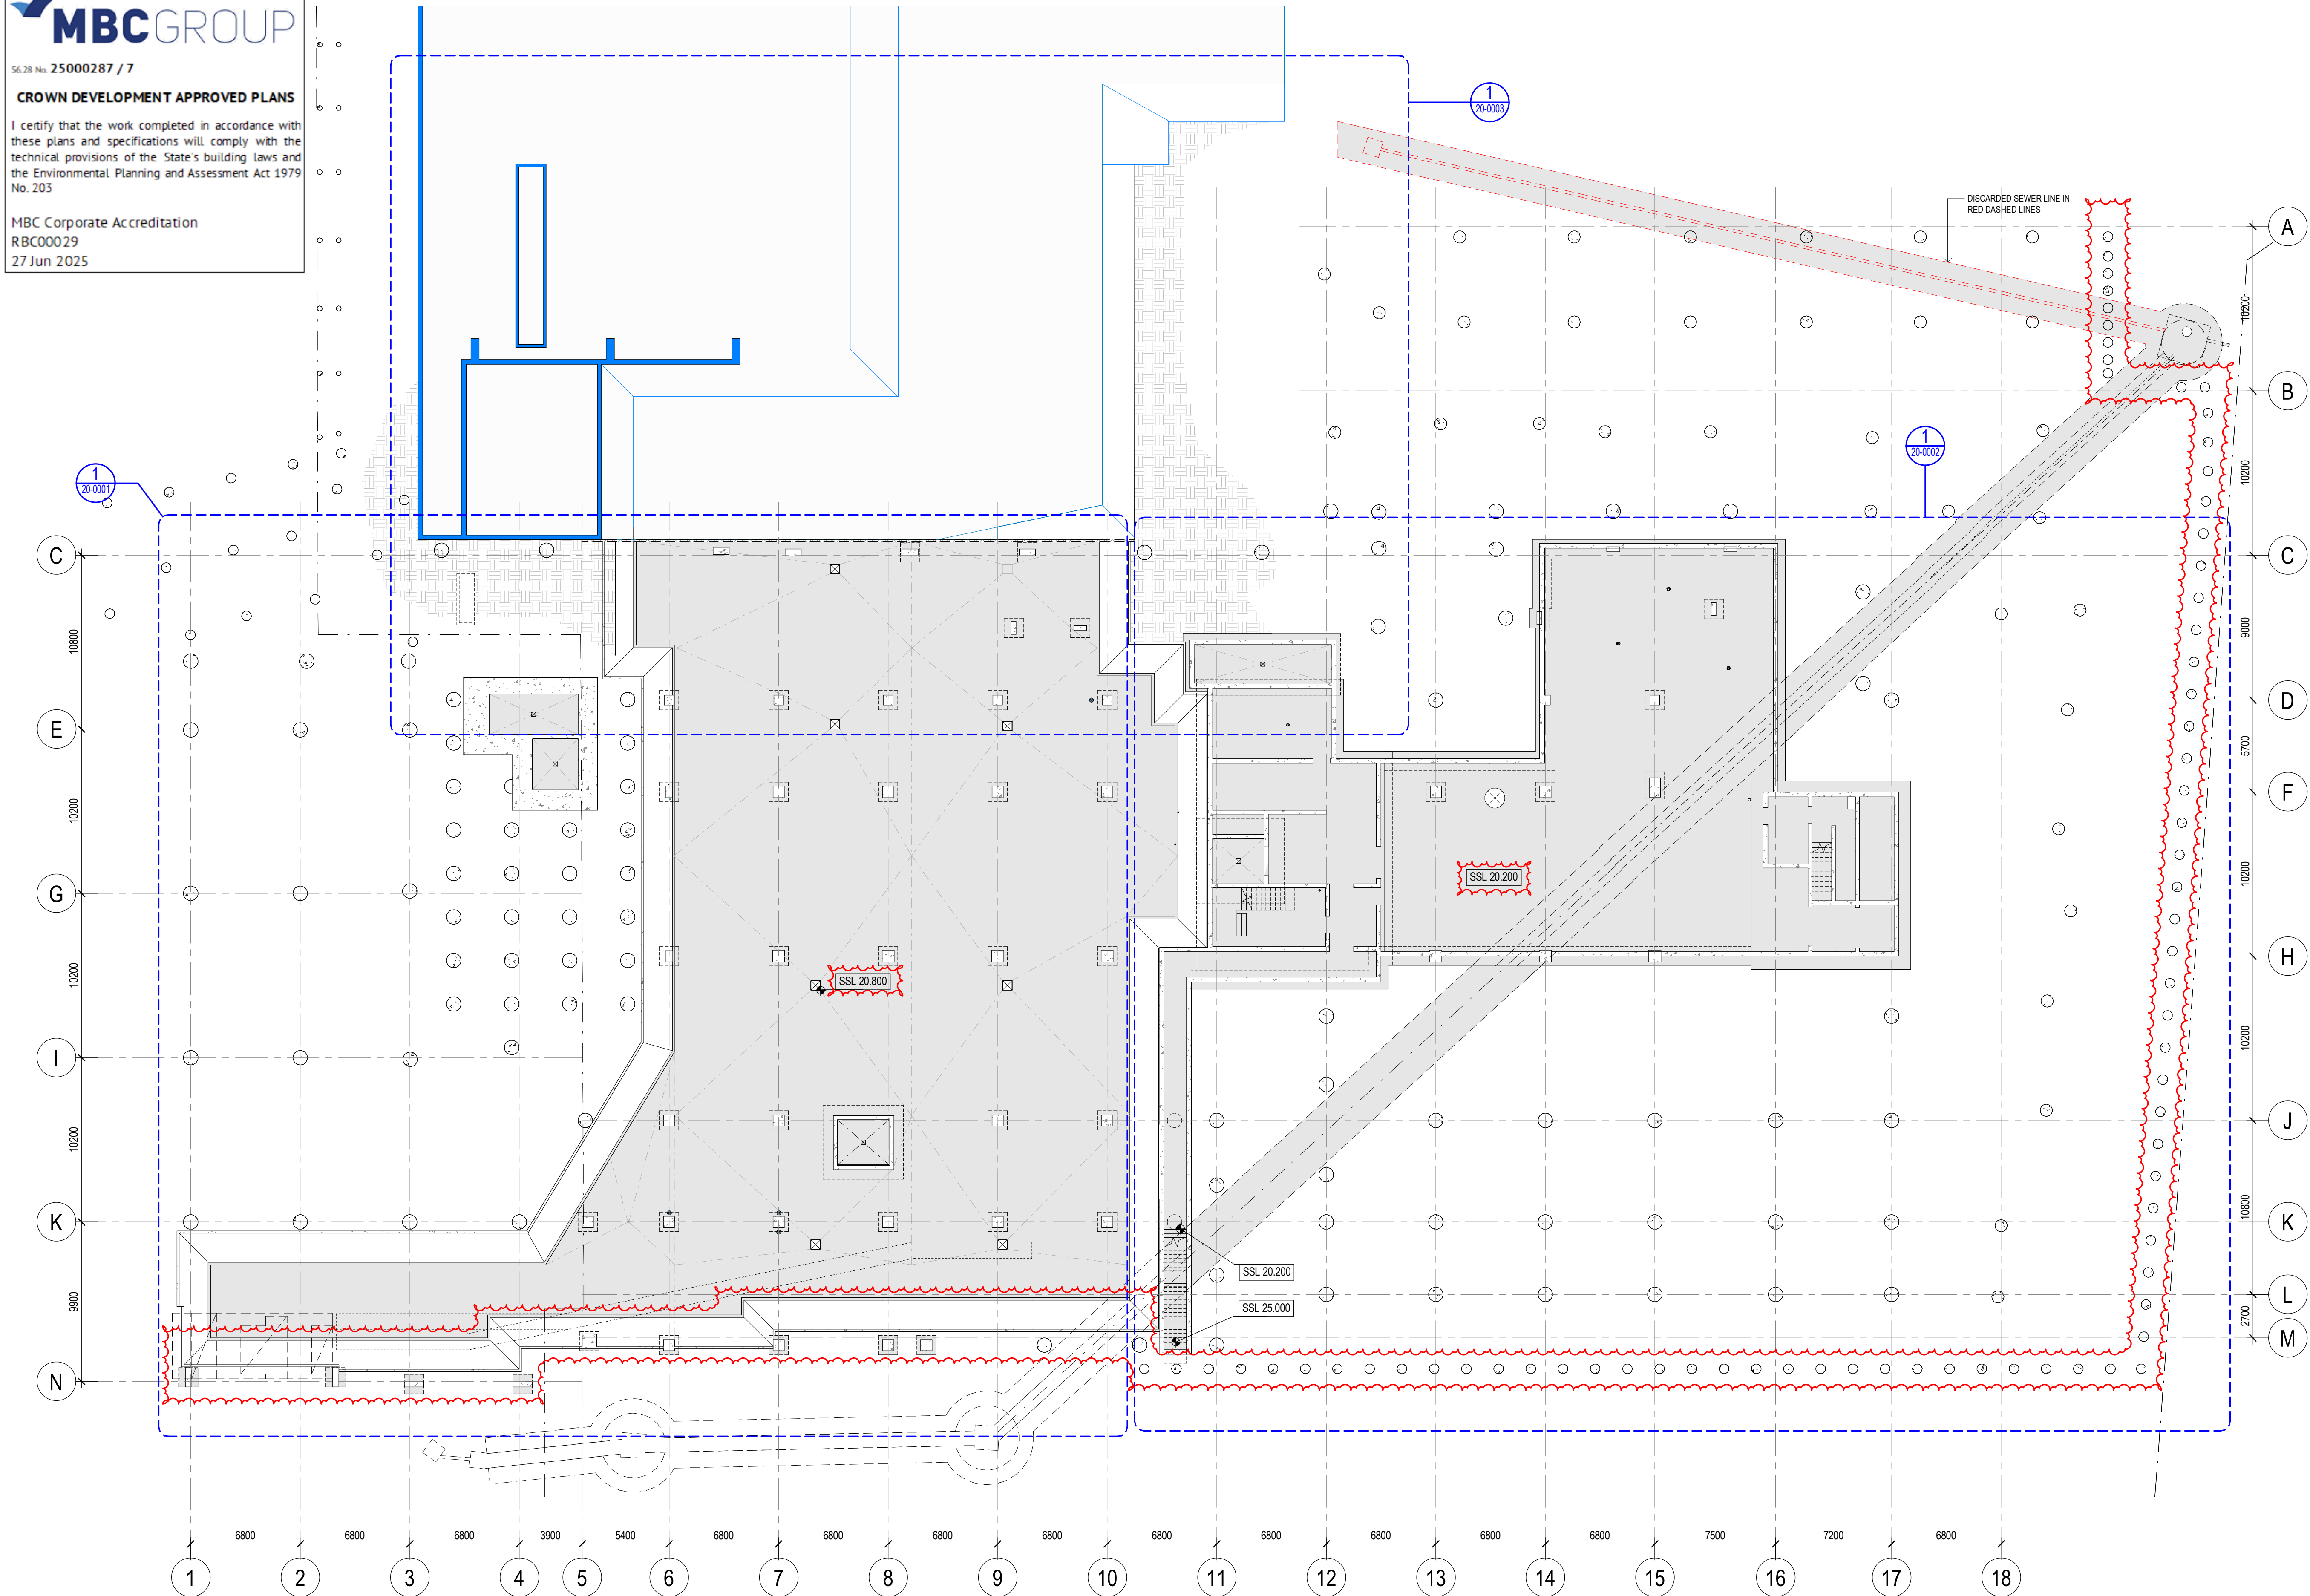 MBCGROUP
S6.28 No. 25000287 / 7
CROWN DEVELOPMENT APPROVED PLANS
I certify that the work completed in accordance with
these plans and specifications will comply with the
technical provisions of the State's building laws and
the Environmental Planning and Assessment Act 1979
No. 203
MBC Corporate Accreditation
RBC00029
27 Jun 2025
1
20-0003
DISCARDED SEWER LINE IN
RED DASHED LINES
A
10200
B
1
20-0002
1
20-0001
10200
C
C
10800
9000
D
E
5700
F
10200
SSL 20.200
10200
G
H
10200
SSL 20.800
10200
I
J
10200
10800
K
K
SSL 20.200
9900
L
SSL 25.000
2700
M
N
6800
6800
6800
3900
5400
6800
6800
6800
6800
6800
6800
6800
6800
6800
7500
7200
6800
1
2
3
4
5
6
7
8
9
10
11
12
13
14
15
16
17
18